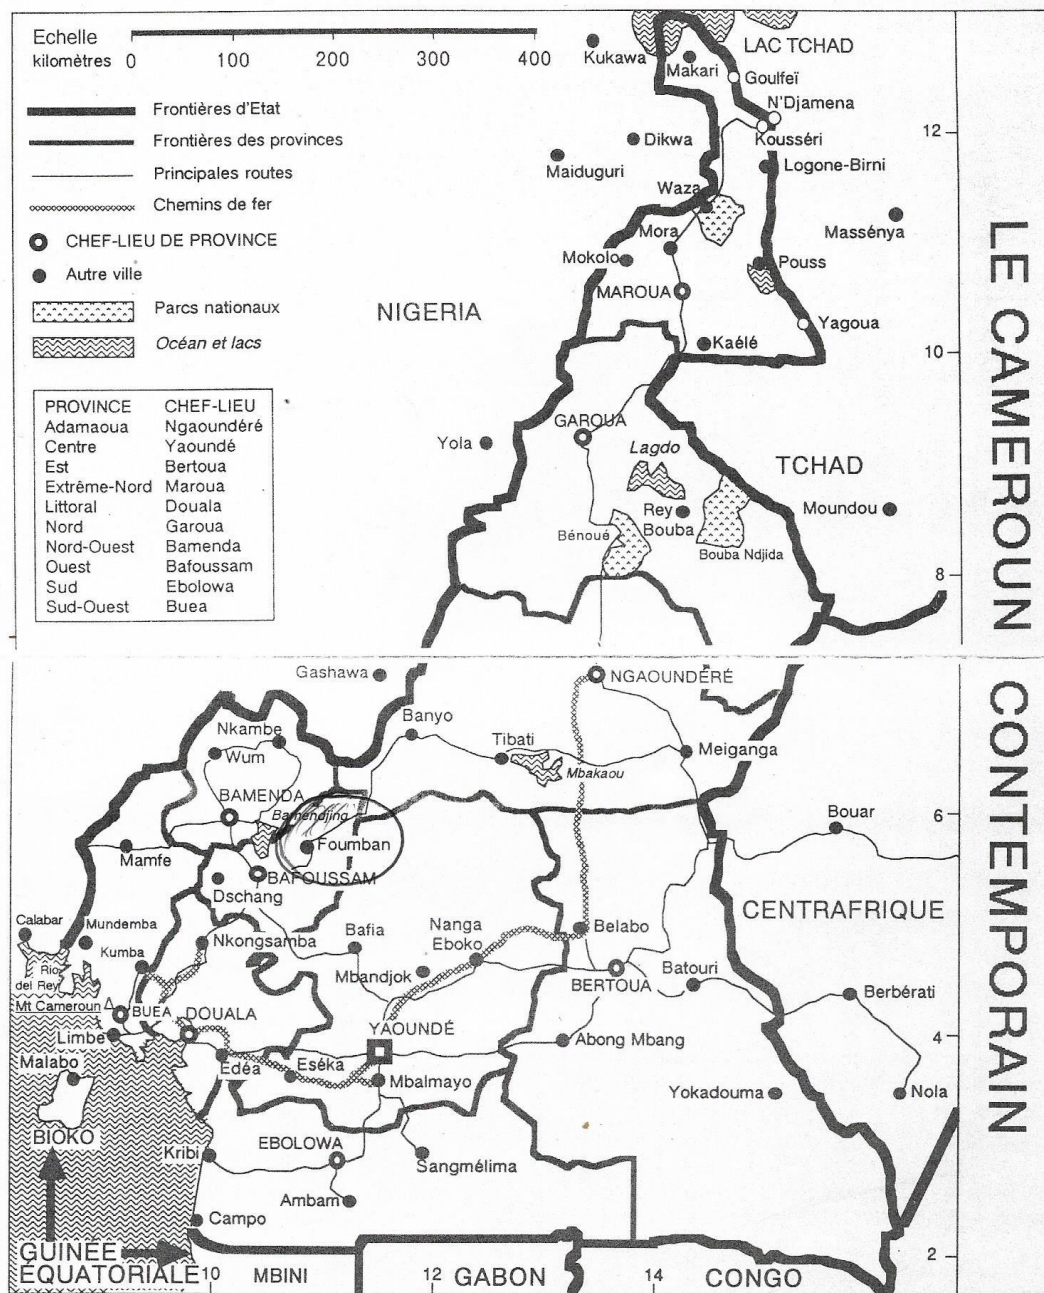 Echelle
kilomètres 0 100 200 300 400
Frontières d'Etat
Frontières des provinces
Principales routes
Chemins de fer
CHEF-LIEU DE PROVINCE
Autre ville
Parcs nationaux
Océan et lacs
PROVINCE CHEF-LIEU
Adamaoua Ngaoundéré
Centre Yaoundé
Est Bertoua
Extrême-Nord Maroua
Littoral Douala
Nord Garoua
Nord-Ouest Bamenda
Ouest Bafoussam
Sud Ebolowa
Sud-Ouest Buea
LE CAMEROUN
CONTEMPORAIN
LAC TCHAD
Kukawa
Makari
Goulfeï
N'Djamena
Kousséri
12
Dikwa
Maiduguri
Logone-Birni
Waza
Massénya
Mora
Mokolo
Pouss
MAROUA
NIGERIA
Yagoua
Kaélé
10
GAROUA
Yola
Lagdo
TCHAD
Rey
Bouba
Moundou
Bénoué
Bouba Ndjida
8
Gashawa
NGAOUNDÉRÉ
Banyo
Nkambe
Wum
Tibati
Meiganga
Mbakaou
BAMENDA
Bamendjing
Bouar
6
Foumban
Mamfe
BAFOUSSAM
Dschang
CENTRAFRIQUE
Calabar
Mundemba
Nkongsamba
Bafia
Nanga
Eboko
Belabo
Kumba
Rio
del Rey
Mbandjok
BERTOUA
Batouri
Berbérati
Mt Cameroun
BUEA
DOUALA
YAOUNDÉ
Limbe
Abong Mbang
4
Edéa
Eséka
Malabo
Mbalmayo
Yokadouma
Nola
BIOKO
Kribi
EBOLOWA
Sangmélima
Ambam
Campo
GUINEE
ÉQUATORIALE
2
10
MBINI
12
GABON
14
CONGO